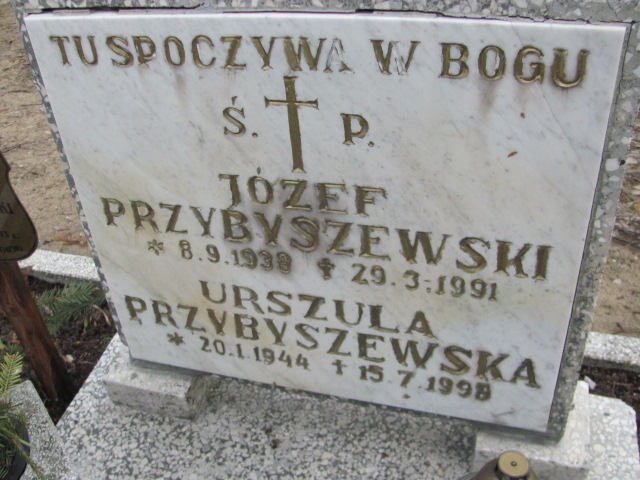 TU SPOCZYWA W BOGU
Ś. P.
JÓZEF
PRZYBYSZEWSKI
* 8.9.1938 ✝ 29.3.1991
URSZULA
PRZYBYSZEWSKA
* 20.1.1944 ✝ 15.7.1998